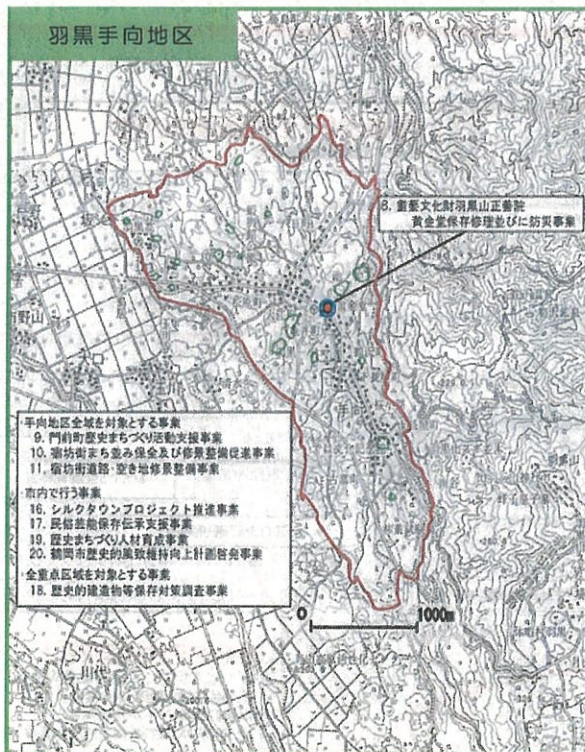 羽黒手向地区
8. 重要文化財羽黒山正善院
黄金堂保存修理並びに防災事業
手向地区全域を対象とする事業
9. 門前町歴史まちづくり活動支援事業
10. 宿坊街まち並み保全及び修景整備促進事業
11. 宿坊街道路・空き地修景整備事業
市内で行う事業
16. シルクタウンプロジェクト推進事業
17. 民俗芸能保存伝承支援事業
19. 歴史まちづくり人材育成事業
20. 鶴岡市歴史的風致維持向上計画啓発事業
全重点区域を対象とする事業
18. 歴史的建造物等保存対策調査事業
手向
川代
0 1000m